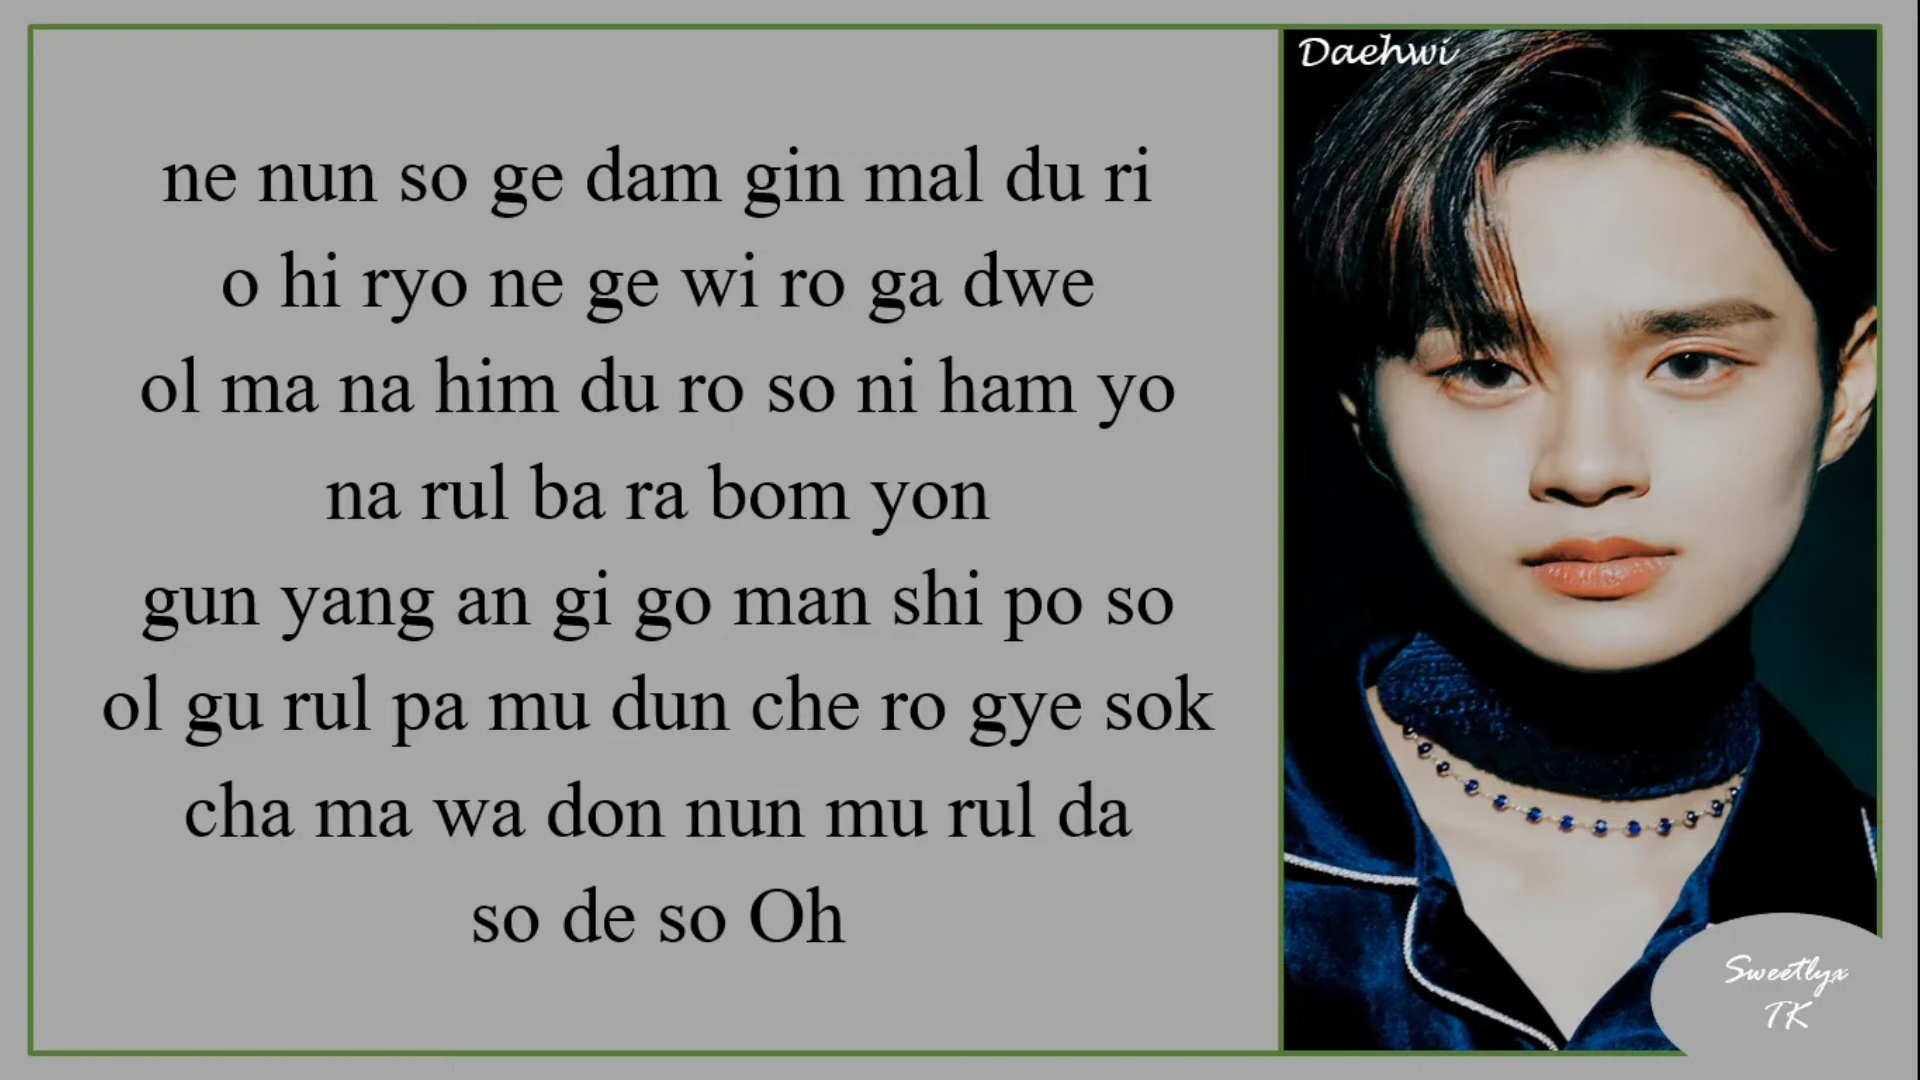 Daehwi
ne nun so ge dam gin mal du ri
o hi ryo ne ge wi ro ga dwe
ol ma na him du ro so ni ham yo
na rul ba ra bom yon
gun yang an gi go man shi po so
ol gu rul pa mu dun che ro gye sok
cha ma wa don nun mu rul da
so de so Oh
Sweetlyx
TK